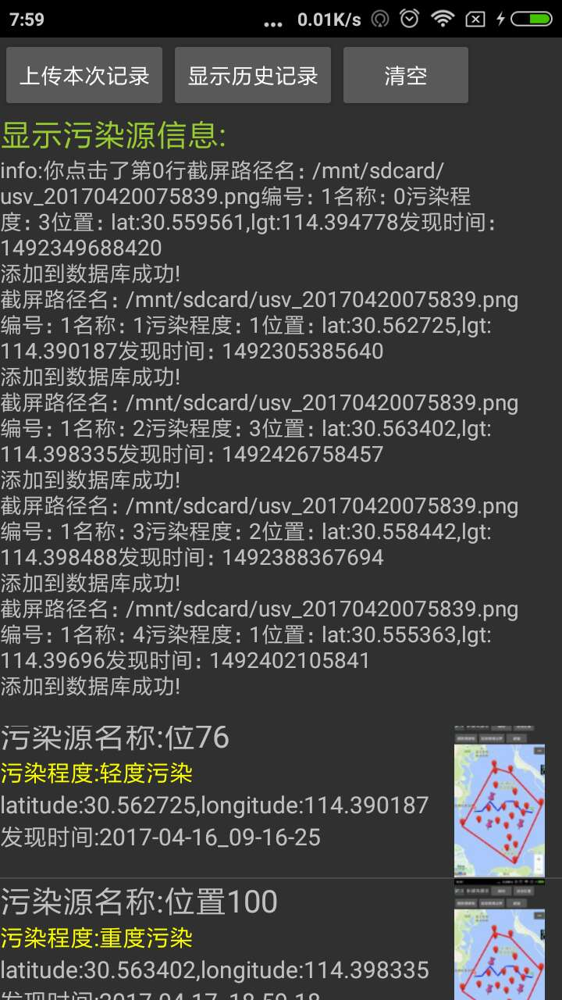 7:59
... 0.01K/s
上传本次记录 显示历史记录 清空
显示污染源信息:
info:你点击了第0行截屏路径名：/mnt/sdcard/
usv_20170420075839.png编号：1名称：0污染程
度：3位置：lat:30.559561,lgt:114.394778发现时间：
1492349688420
添加到数据库成功!
截屏路径名：/mnt/sdcard/usv_20170420075839.png
编号：1名称：1污染程度：1位置：lat:30.562725,lgt:
114.390187发现时间：1492305385640
添加到数据库成功!
截屏路径名：/mnt/sdcard/usv_20170420075839.png
编号：1名称：2污染程度：3位置：lat:30.563402,lgt:
114.398335发现时间：1492426758457
添加到数据库成功!
截屏路径名：/mnt/sdcard/usv_20170420075839.png
编号：1名称：3污染程度：2位置：lat:30.558442,lgt:
114.398488发现时间：1492388367694
添加到数据库成功!
截屏路径名：/mnt/sdcard/usv_20170420075839.png
编号：1名称：4污染程度：1位置：lat:30.555363,lgt:
114.39696发现时间：1492402105841
添加到数据库成功!
污染源名称:位76
污染程度:轻度污染
latitude:30.562725,longitude:114.390187
发现时间:2017-04-16_09-16-25
污染源名称:位置100
污染程度:重度污染
latitude:30.563402,longitude:114.398335
发现时间:2017-04-17_18-59-18